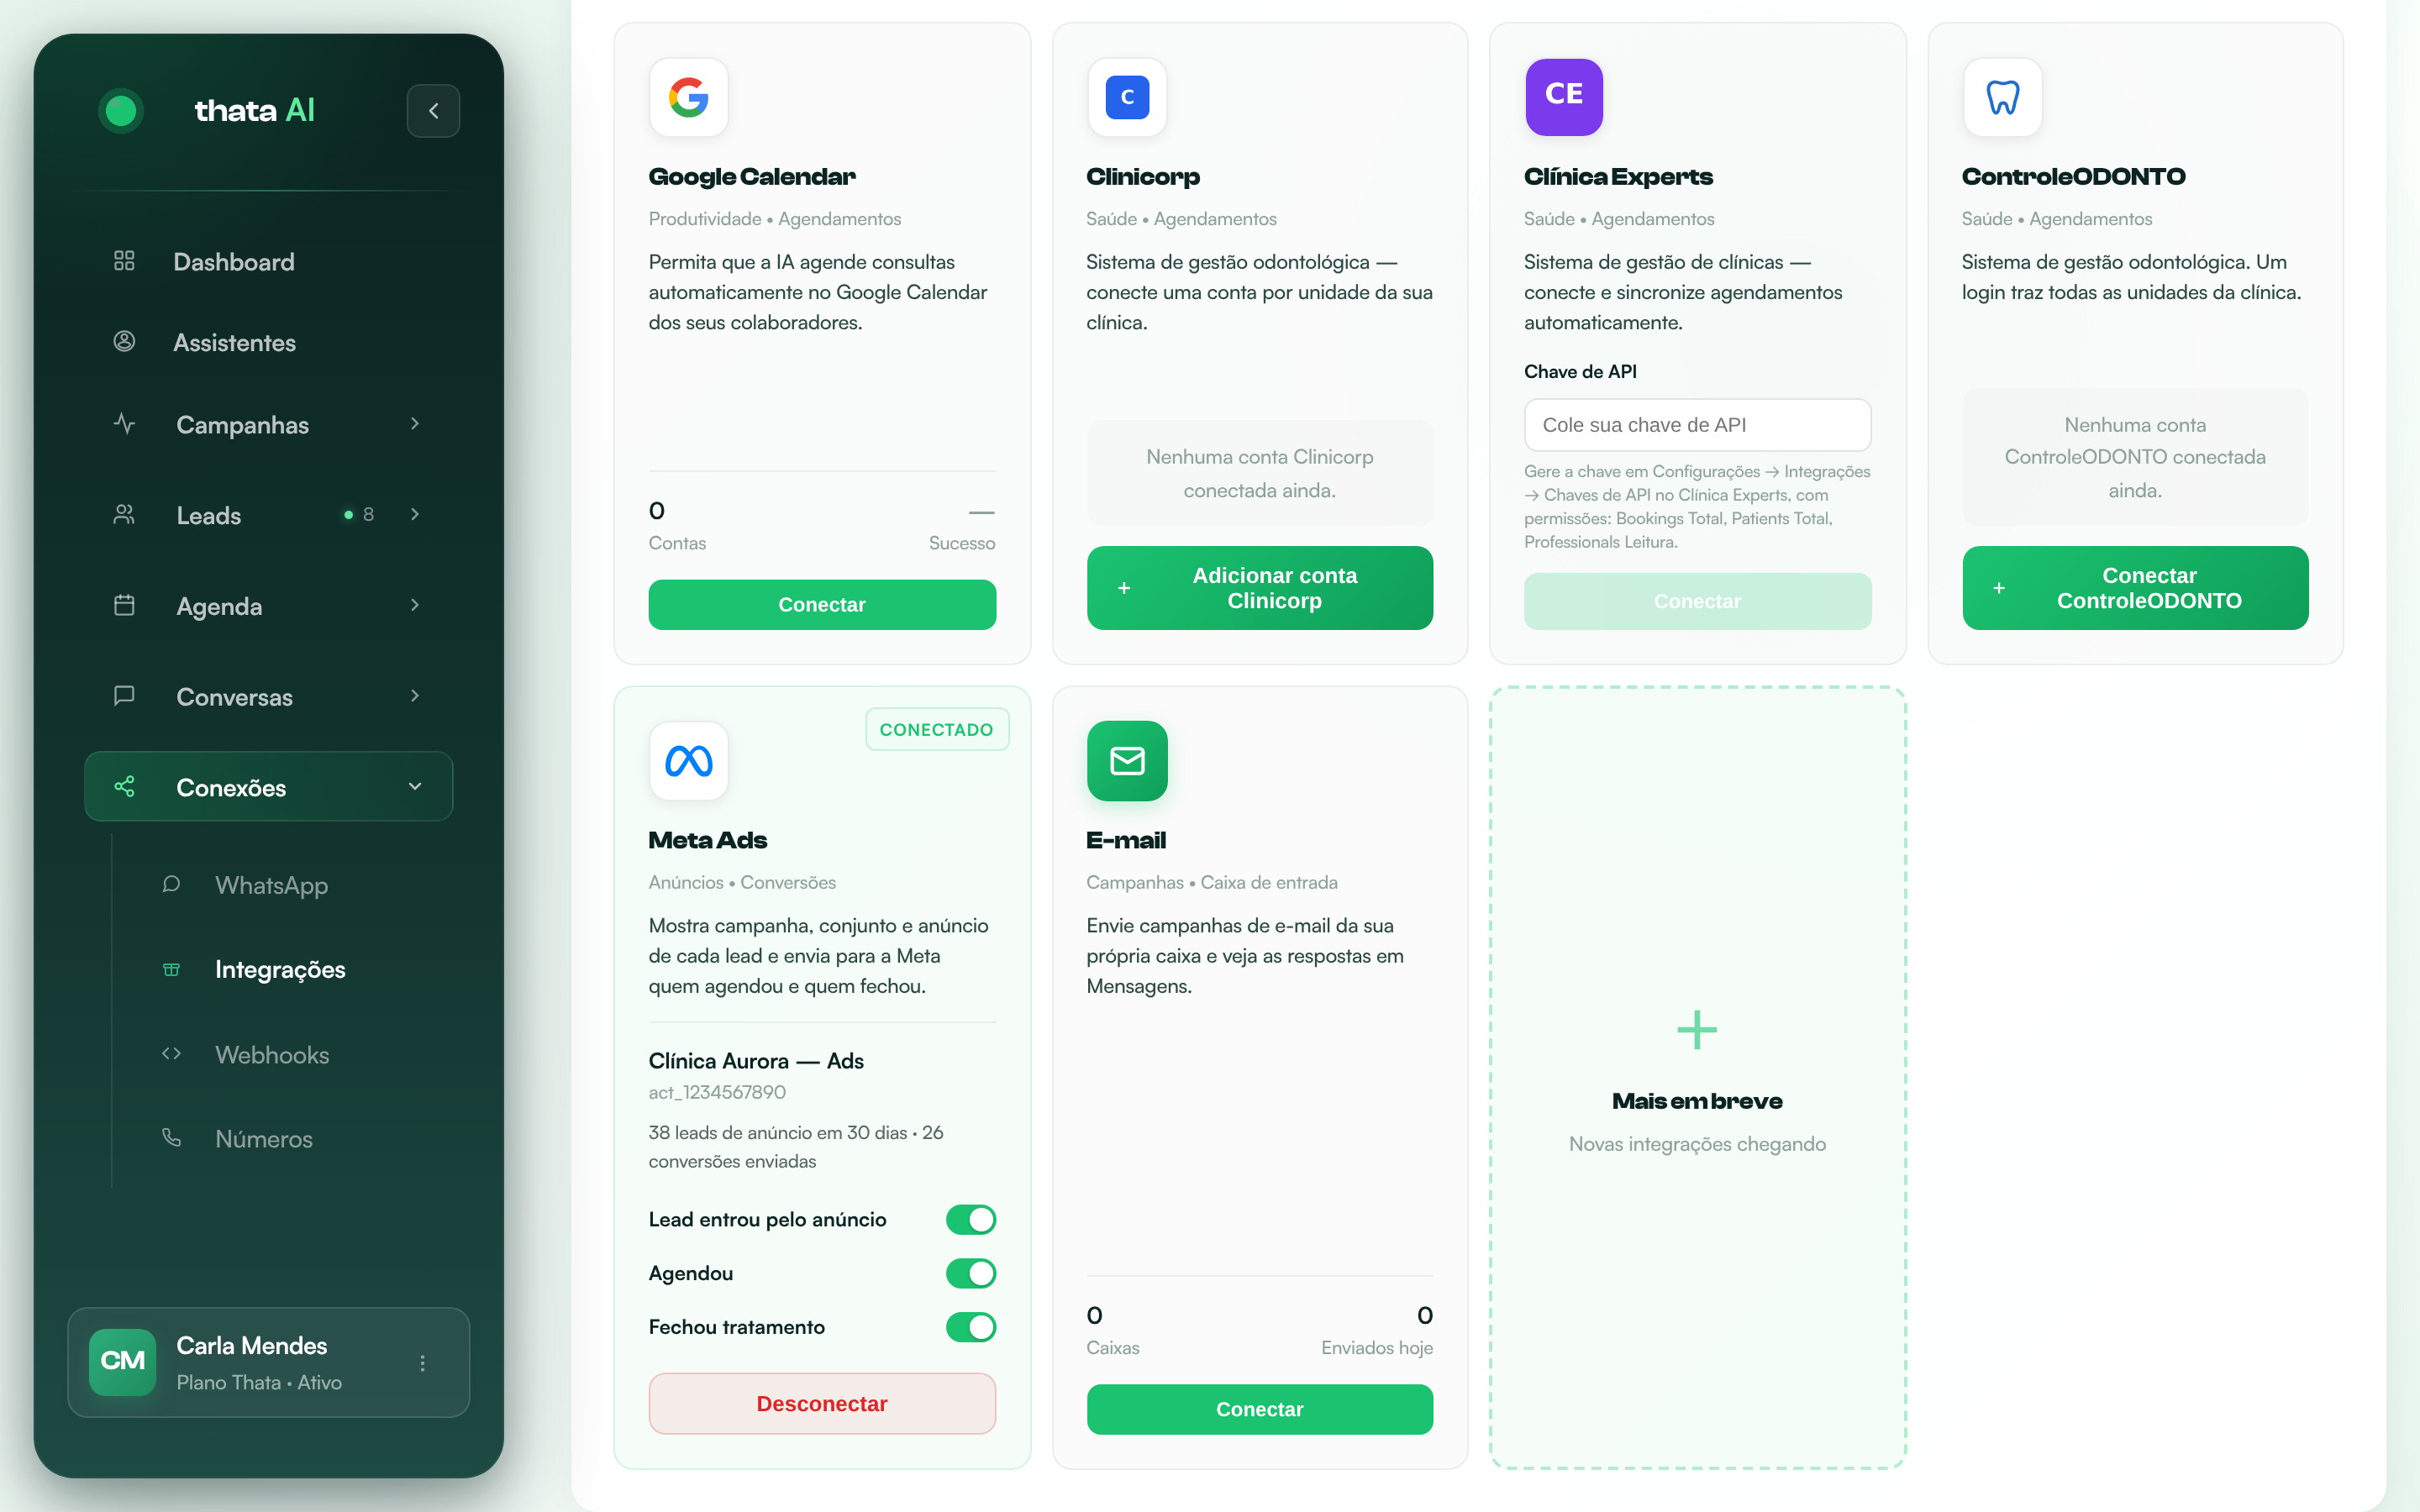 thata AI
Dashboard
Assistentes
Campanhas
Leads
8
Agenda
Conversas
Conexões
WhatsApp
Integrações
Webhooks
Números
CM
Carla Mendes
Plano Thata · Ativo
Google Calendar
Produtividade • Agendamentos
Permita que a IA agende consultas
automaticamente no Google Calendar
dos seus colaboradores.
0
—
Contas
Sucesso
Conectar
C
Clinicorp
Saúde • Agendamentos
Sistema de gestão odontológica —
conecte uma conta por unidade da sua
clínica.
Nenhuma conta Clinicorp
conectada ainda.
+ Adicionar conta
Clinicorp
CE
Clínica Experts
Saúde • Agendamentos
Sistema de gestão de clínicas —
conecte e sincronize agendamentos
automaticamente.
Chave de API
Cole sua chave de API
Gere a chave em Configurações → Integrações
→ Chaves de API no Clínica Experts, com
permissões: Bookings Total, Patients Total,
Professionals Leitura.
Conectar
ControleODONTO
Saúde • Agendamentos
Sistema de gestão odontológica. Um
login traz todas as unidades da clínica.
Nenhuma conta
ControleODONTO conectada
ainda.
+ Conectar
ControleODONTO
CONECTADO
Meta Ads
Anúncios • Conversões
Mostra campanha, conjunto e anúncio
de cada lead e envia para a Meta
quem agendou e quem fechou.
Clínica Aurora — Ads
act_1234567890
38 leads de anúncio em 30 dias · 26
conversões enviadas
Lead entrou pelo anúncio
Agendou
Fechou tratamento
Desconectar
E-mail
Campanhas • Caixa de entrada
Envie campanhas de e-mail da sua
própria caixa e veja as respostas em
Mensagens.
0
0
Caixas
Enviados hoje
Conectar
Mais em breve
Novas integrações chegando